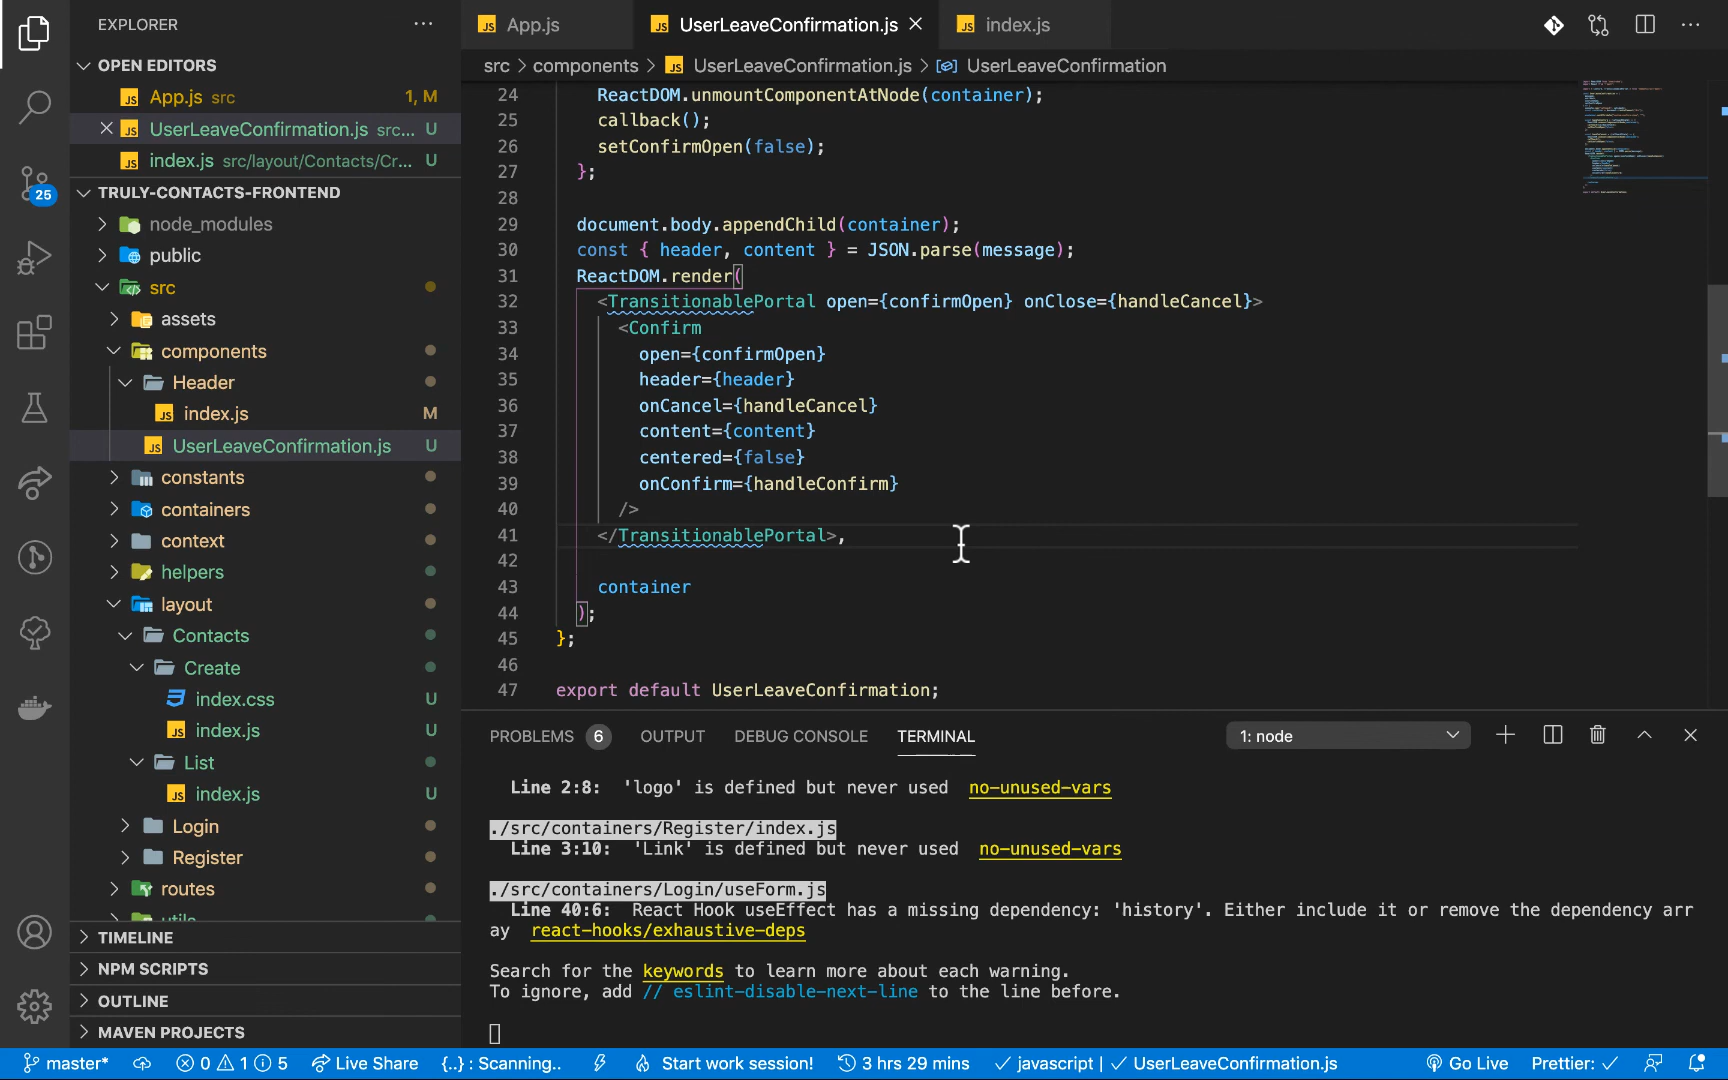 EXPLORER
OPEN EDITORS
App.js src 1, M
UserLeaveConfirmation.js src... U
index.js src/layout/Contacts/Cr... U
TRULY-CONTACTS-FRONTEND
node_modules
public
src
assets
components
Header
index.js M
UserLeaveConfirmation.js U
constants
containers
context
helpers
layout
Contacts
Create
index.css U
index.js U
List
index.js U
Login
Register
routes
utils
TIMELINE
NPM SCRIPTS
OUTLINE
MAVEN PROJECTS
25
App.js UserLeaveConfirmation.js index.js
src > components > UserLeaveConfirmation.js > UserLeaveConfirmation
24 ReactDOM.unmountComponentAtNode(container);
25 callback();
26 setConfirmOpen(false);
27 };
28
29 document.body.appendChild(container);
30 const { header, content } = JSON.parse(message);
31 ReactDOM.render(
32 <TransitionablePortal open={confirmOpen} onClose={handleCancel}>
33 <Confirm
34 open={confirmOpen}
35 header={header}
36 onCancel={handleCancel}
37 content={content}
38 centered={false}
39 onConfirm={handleConfirm}
40 />
41 </TransitionablePortal>,
42
43 container
44 );
45 };
46
47 export default UserLeaveConfirmation;
PROBLEMS 6 OUTPUT DEBUG CONSOLE TERMINAL 1: node
Line 2:8: 'logo' is defined but never used no-unused-vars
./src/containers/Register/index.js
Line 3:10: 'Link' is defined but never used no-unused-vars
./src/containers/Login/useForm.js
Line 40:6: React Hook useEffect has a missing dependency: 'history'. Either include it or remove the dependency arr
ay react-hooks/exhaustive-deps
Search for the keywords to learn more about each warning.
To ignore, add // eslint-disable-next-line to the line before.
master* 0 1 5 Live Share {..} : Scanning.. Start work session! 3 hrs 29 mins javascript | UserLeaveConfirmation.js Go Live Prettier: